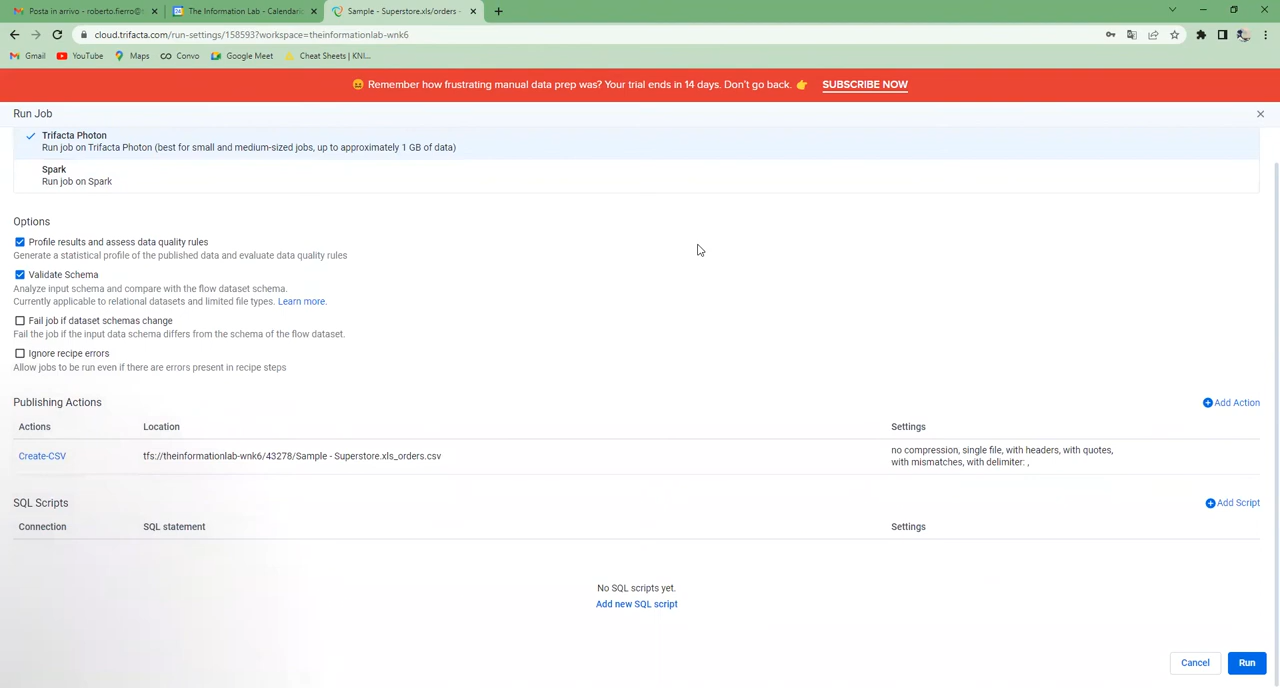 Posta in arrivo - roberto.fierro@
The Information Lab - Calendario
Sample - Superstore.xls/orders -
cloud.trifacta.com/run-settings/158593?workspace=theinformationlab-wnk6
Gmail
YouTube
Maps
Convo
Google Meet
Cheat Sheets | KNI...
Remember how frustrating manual data prep was? Your trial ends in 14 days. Don't go back. SUBSCRIBE NOW
Run Job
Trifacta Photon
Run job on Trifacta Photon (best for small and medium-sized jobs, up to approximately 1 GB of data)
Spark
Run job on Spark
Options
Profile results and assess data quality rules
Generate a statistical profile of the published data and evaluate data quality rules
Validate Schema
Analyze input schema and compare with the flow dataset schema.
Currently applicable to relational datasets and limited file types. Learn more.
Fail job if dataset schemas change
Fail the job if the input data schema differs from the schema of the flow dataset.
Ignore recipe errors
Allow jobs to be run even if there are errors present in recipe steps
Publishing Actions
Add Action
Actions Location Settings
Create-CSV tfs://theinformationlab-wnk6/43278/Sample - Superstore.xls_orders.csv no compression, single file, with headers, with quotes,
with mismatches, with delimiter: ,
SQL Scripts
Add Script
Connection SQL statement Settings
No SQL scripts yet.
Add new SQL script
Cancel
Run